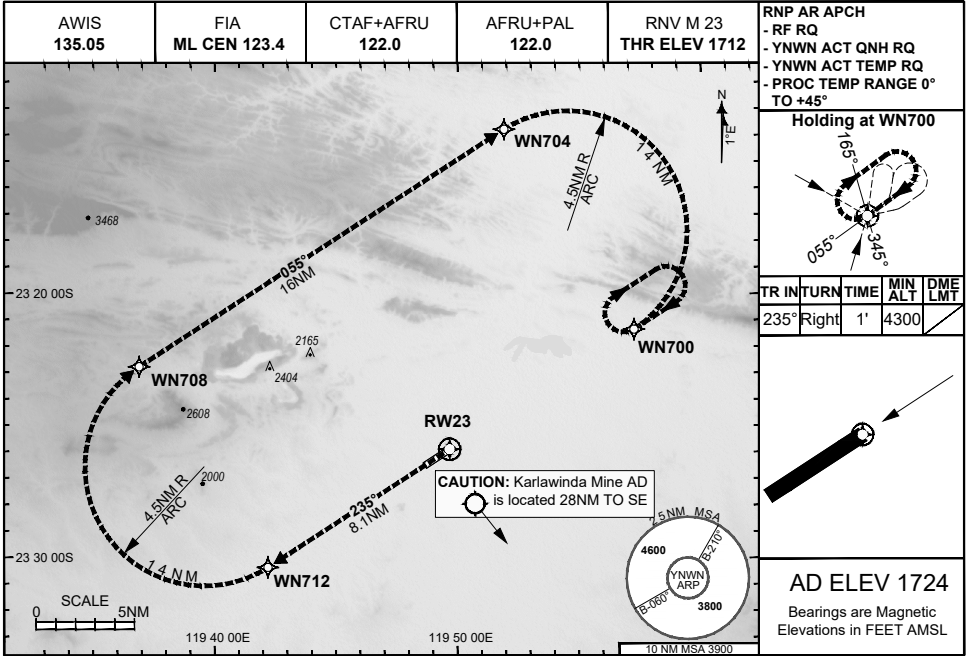 AWIS
135.05
FIA
ML CEN 123.4
CTAF+AFRU
122.0
AFRU+PAL
122.0
RNV M 23
THR ELEV 1712
RNP AR APCH
- RF RQ
- YNWN ACT QNH RQ
- YNWN ACT TEMP RQ
- PROC TEMP RANGE 0°
TO +45°
Holding at WN700
165°
055°
345°
TR IN TURN TIME MIN ALT DME LMT
235° Right 1' 4300
N
1°E
WN704
4.5NM R
ARC
14 NM
3468
055°
16NM
23 20 00S
WN700
2165
2404
WN708
2608
RW23
2000
4.5NM R
ARC
CAUTION: Karlawinda Mine AD
is located 28NM TO SE
235°
8.1NM
23 30 00S
14 NM
WN712
25NM MSA
4600
B-210°
YNWN
ARP
B-060°
3800
10 NM MSA 3900
SCALE
0 5NM
119 40 00E
119 50 00E
AD ELEV 1724
Bearings are Magnetic
Elevations in FEET AMSL